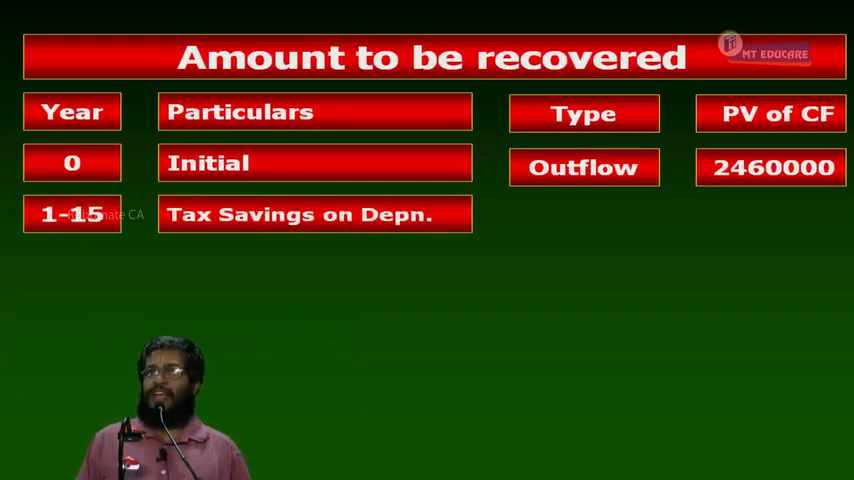 Amount to be recovered
MT EDUCARE
Year Particulars Type PV of CF
0 Initial Outflow 2460000
1-15 Tax Savings on Depn.